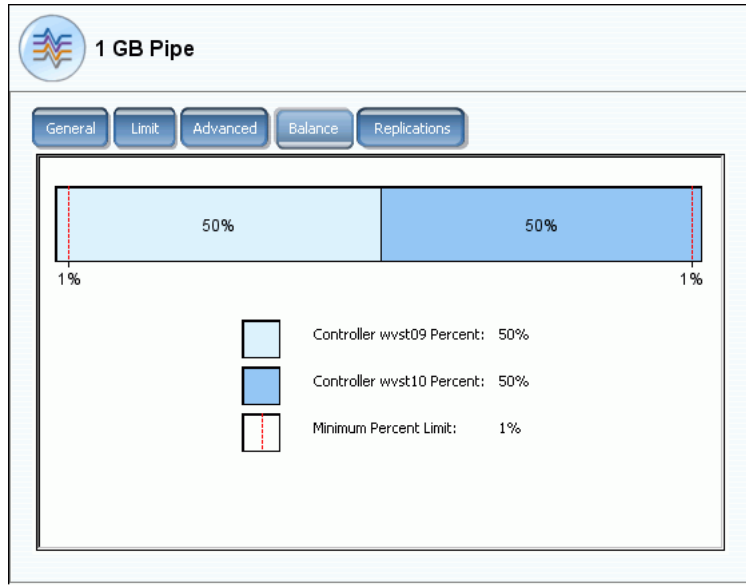 1 GB Pipe
General Limit Advanced Balance Replications
50% 50%
1% 1%
Controller wvst09 Percent: 50%
Controller wvst10 Percent: 50%
Minimum Percent Limit: 1%